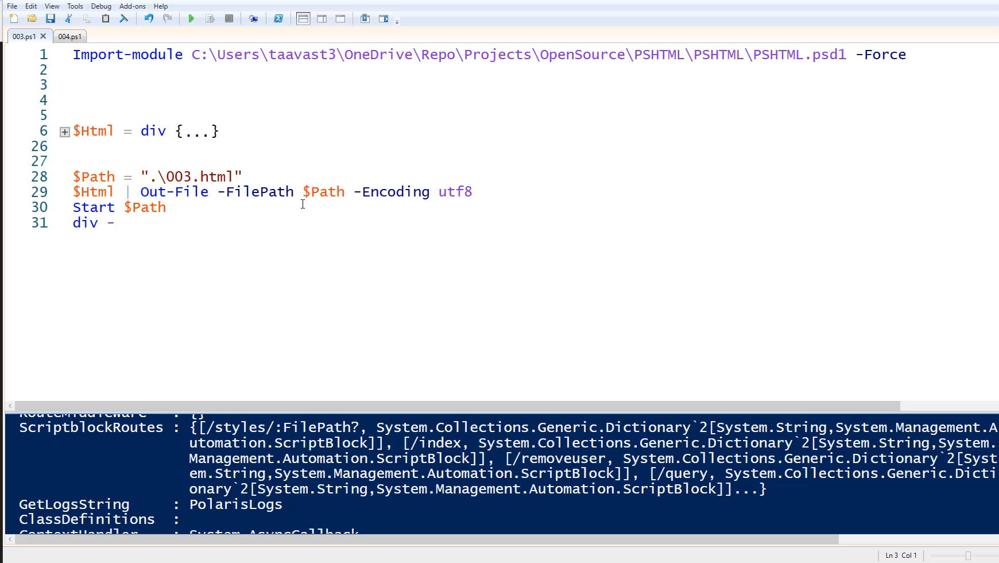 File Edit View Tools Debug Add-ons Help
003.ps1 004.ps1
1 Import-module C:\Users\taavast3\OneDrive\Repo\Projects\OpenSource\PSHTML\PSHTML\PSHTML.psd1 -Force
2
3
4
5
6 $Html = div {...}
26
27
28 $Path = ".\003.html"
29 $Html | Out-File -FilePath $Path -Encoding utf8
30 Start $Path
31 div -
RouteMiddleWare : {}
ScriptblockRoutes : {[/styles/:FilePath?, System.Collections.Generic.Dictionary`2[System.String,System.Management.A
utomation.ScriptBlock]], [/index, System.Collections.Generic.Dictionary`2[System.String,System.
Management.Automation.ScriptBlock]], [/removeuser, System.Collections.Generic.Dictionary`2[Syst
em.String,System.Management.Automation.ScriptBlock]], [/query, System.Collections.Generic.Dicti
onary`2[System.String,System.Management.Automation.ScriptBlock]]...}
GetLogsString : PolarisLogs
ClassDefinitions :
ContextHandler : System.AsyncCallback
Ln 3 Col 1